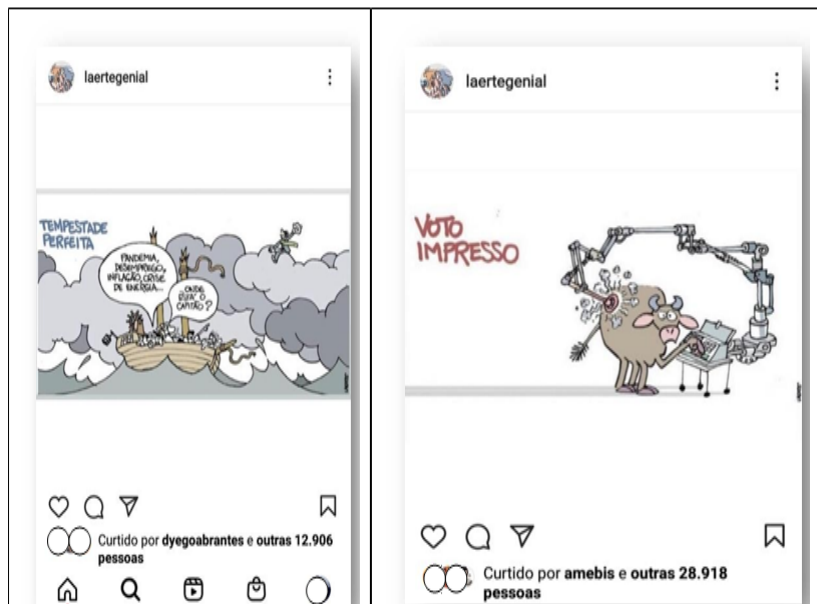 laertegenial
TEMPESTADE
PERFEITA
PANDEMIA,
DESEMPREGO,
INFLAÇÃO, CRISE
DE ENERGIA...
ONDE
O
CAPITÃO?
Curtido por dyegoabrantes e outras 12.906
pessoas
laertegenial
VOTO
IMPRESSO
Curtido por amebis e outras 28.918
pessoas